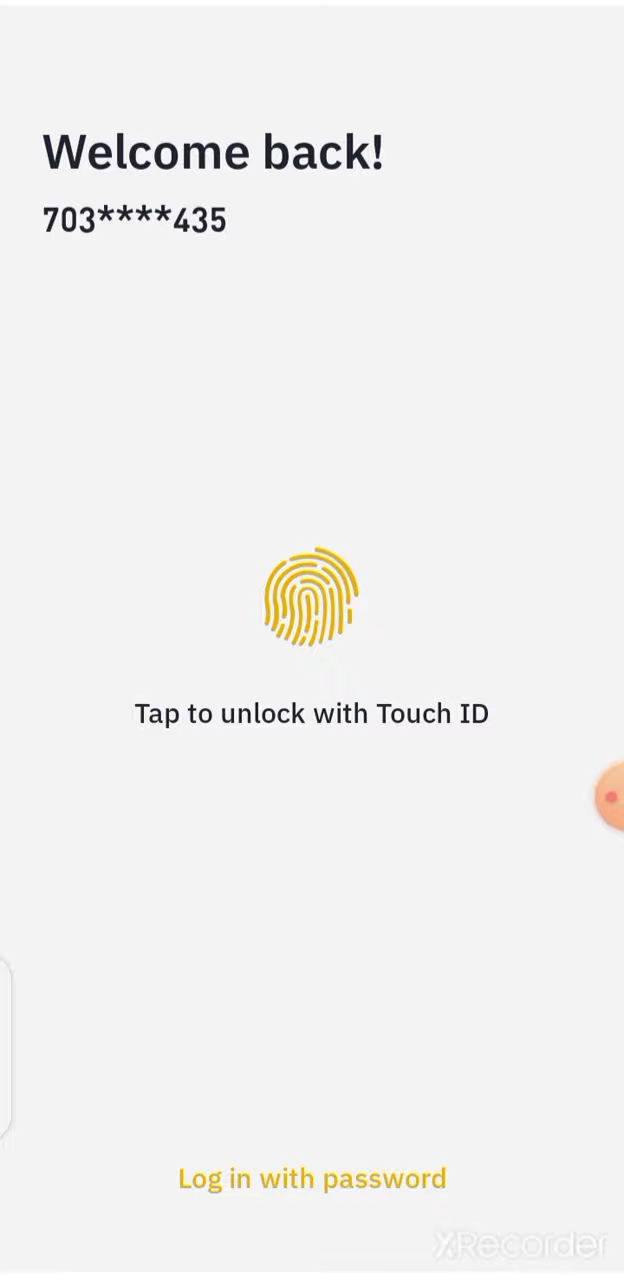 Welcome back!
703****435
Tap to unlock with Touch ID
Log in with password
XRecorder